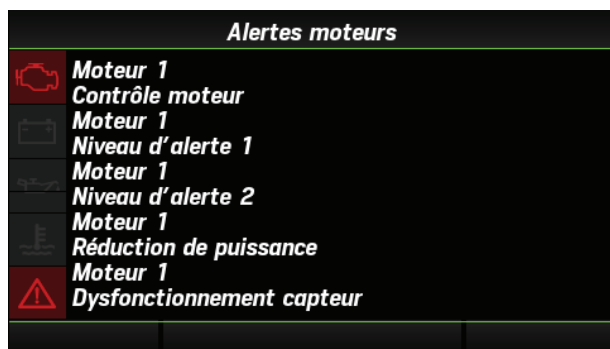 Alertes moteurs
Moteur 1
Contrôle moteur
Moteur 1
Niveau d'alerte 1
Moteur 1
Niveau d'alerte 2
Moteur 1
Réduction de puissance
Moteur 1
Dysfonctionnement capteur